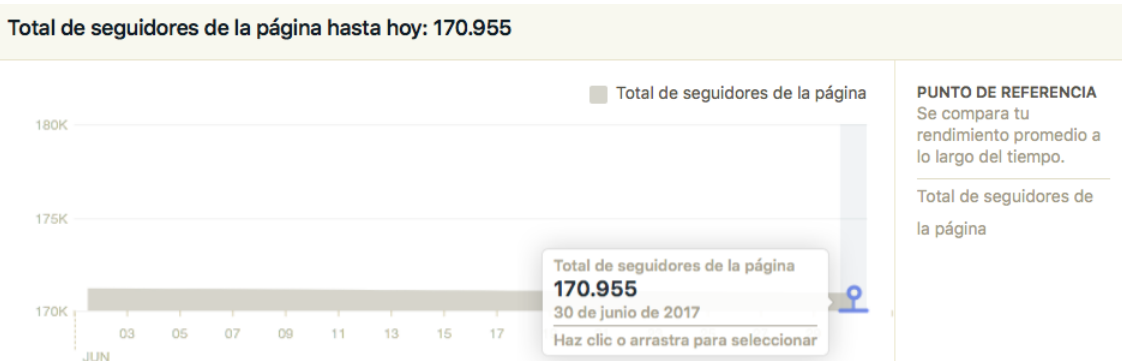 Total de seguidores de la página hasta hoy: 170.955
Total de seguidores de la página
180K
175K
170K
03 05 07 09 11 13 15 17
JUN
Total de seguidores de la página
170.955
30 de junio de 2017
Haz clic o arrastra para seleccionar
PUNTO DE REFERENCIA
Se compara tu
rendimiento promedio a
lo largo del tiempo.
Total de seguidores de
la página